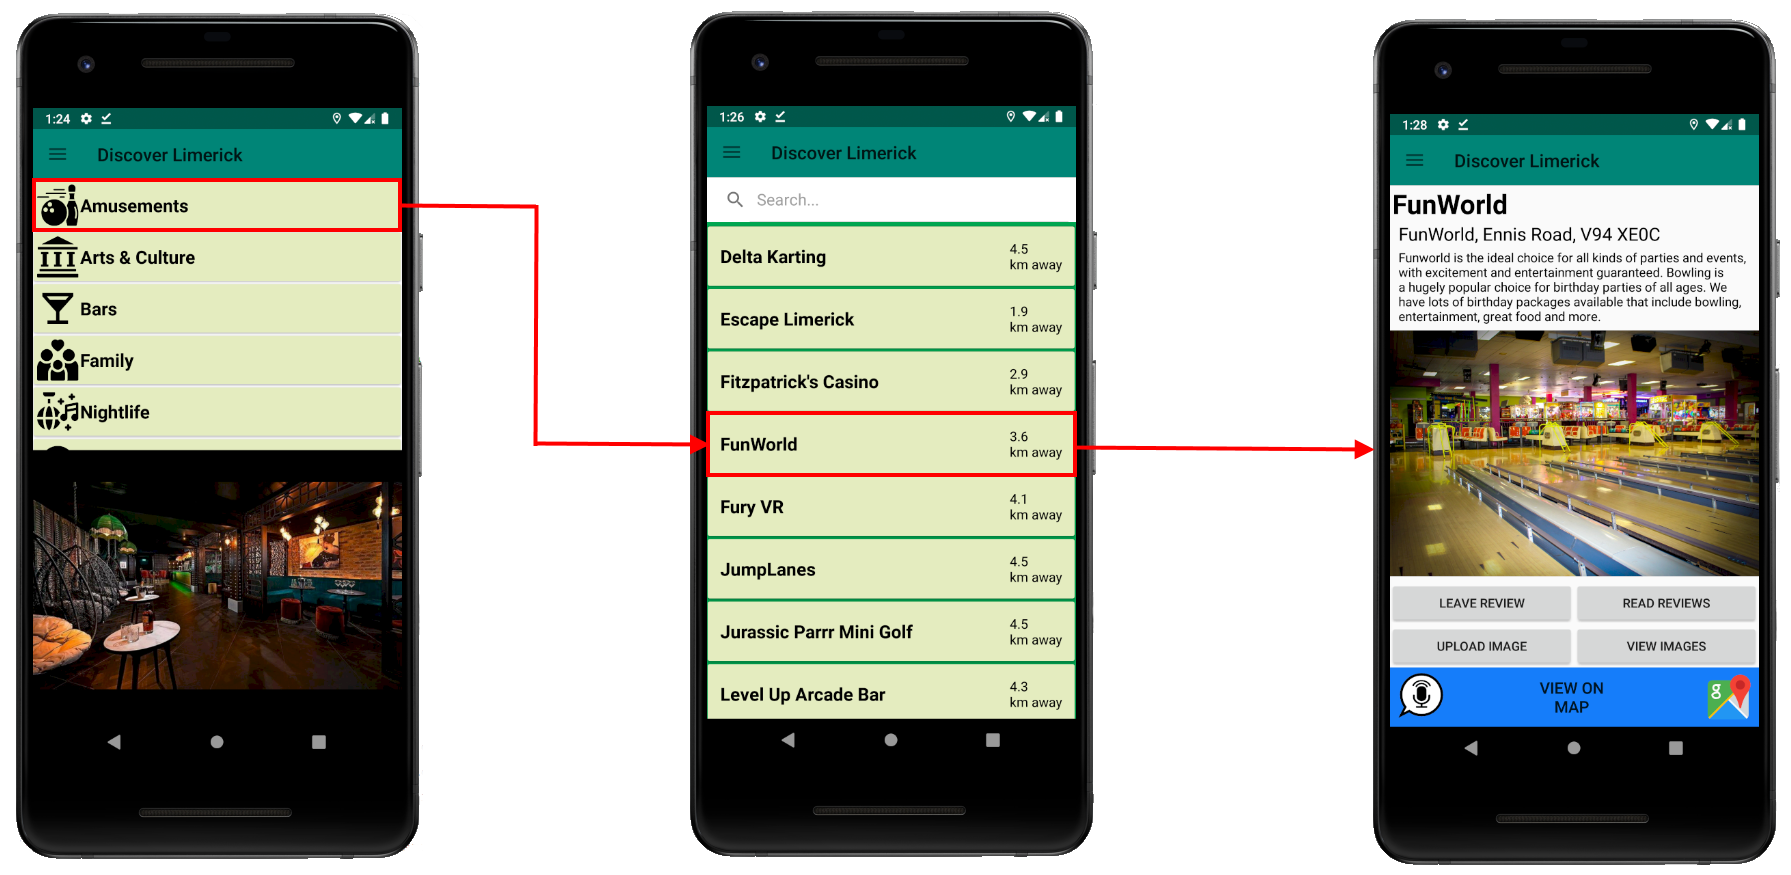 1:24
Discover Limerick
Amusements
Arts & Culture
Bars
Family
Nightlife
1:26
Discover Limerick
Search...
Delta Karting
4.5
km away
Escape Limerick
1.9
km away
Fitzpatrick's Casino
2.9
km away
FunWorld
3.6
km away
Fury VR
4.1
km away
JumpLanes
4.5
km away
Jurassic Parrr Mini Golf
4.5
km away
Level Up Arcade Bar
4.3
km away
1:28
Discover Limerick
FunWorld
FunWorld, Ennis Road, V94 XE0C
Funworld is the ideal choice for all kinds of parties and events,
with excitement and entertainment guaranteed. Bowling is
a hugely popular choice for birthday parties of all ages. We
have lots of birthday packages available that include bowling,
entertainment, great food and more.
LEAVE REVIEW
READ REVIEWS
UPLOAD IMAGE
VIEW IMAGES
VIEW ON
MAP
g